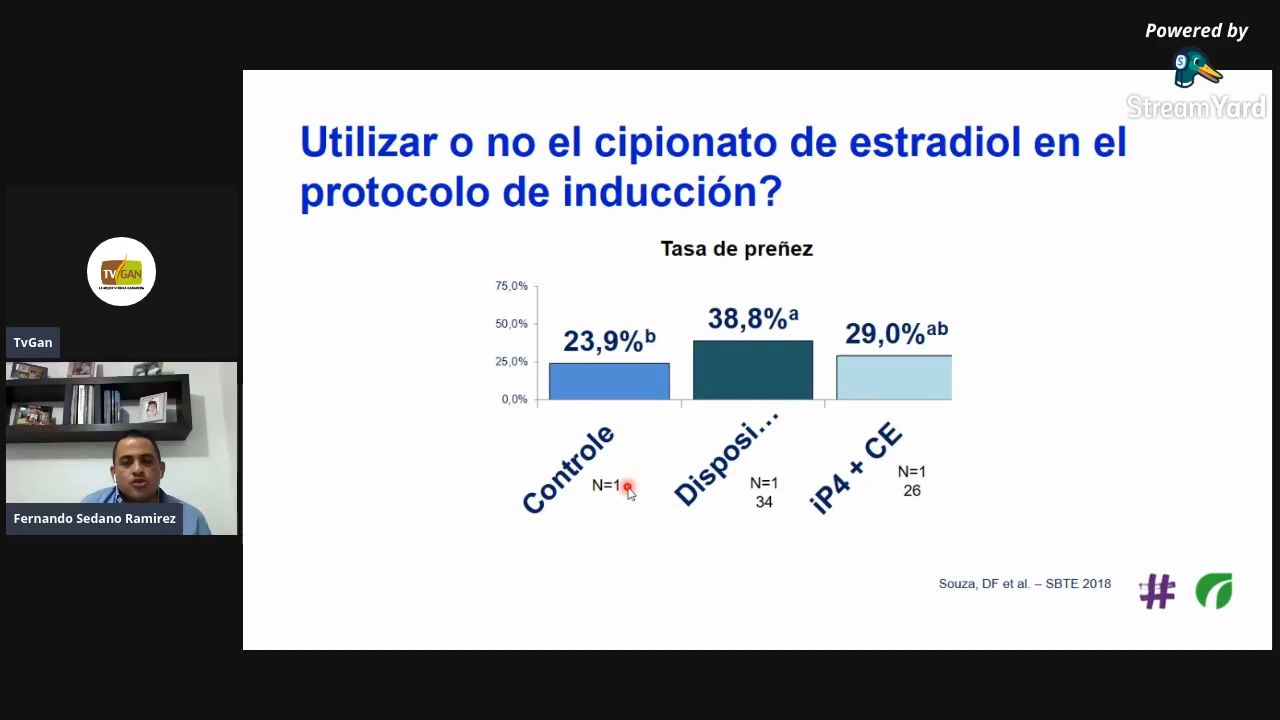 Powered by
StreamYard
Utilizar o no el cipionato de estradiol en el
protocolo de inducción?
Tasa de preñez
75,0%
50,0%
25,0%
0,0%
23,9%b
38,8%a
29,0%ab
Controle
Disposi...
iP4 + CE
N=1
N=1
34
N=1
26
Souza, DF et al. – SBTE 2018
TV GAN
TvGan
Fernando Sedano Ramirez